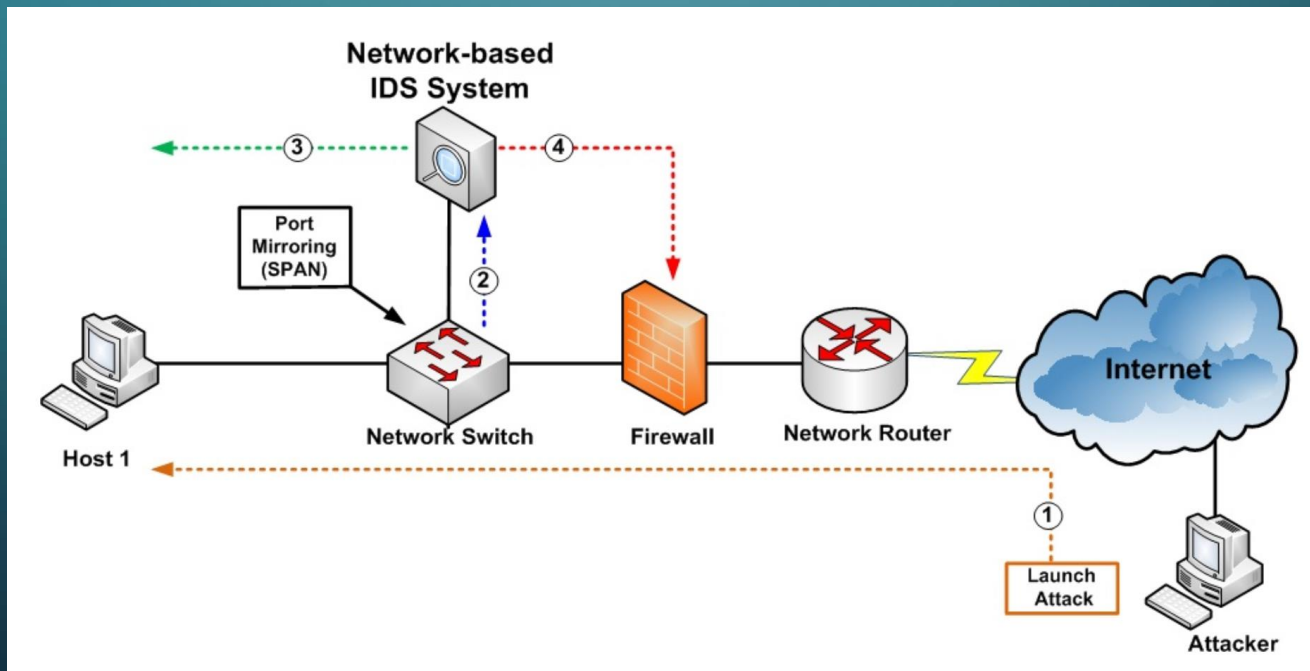 Network-based
IDS System
3
4
Port
Mirroring
(SPAN)
2
Internet
Network Switch
Firewall
Network Router
Host 1
1
Launch
Attack
Attacker